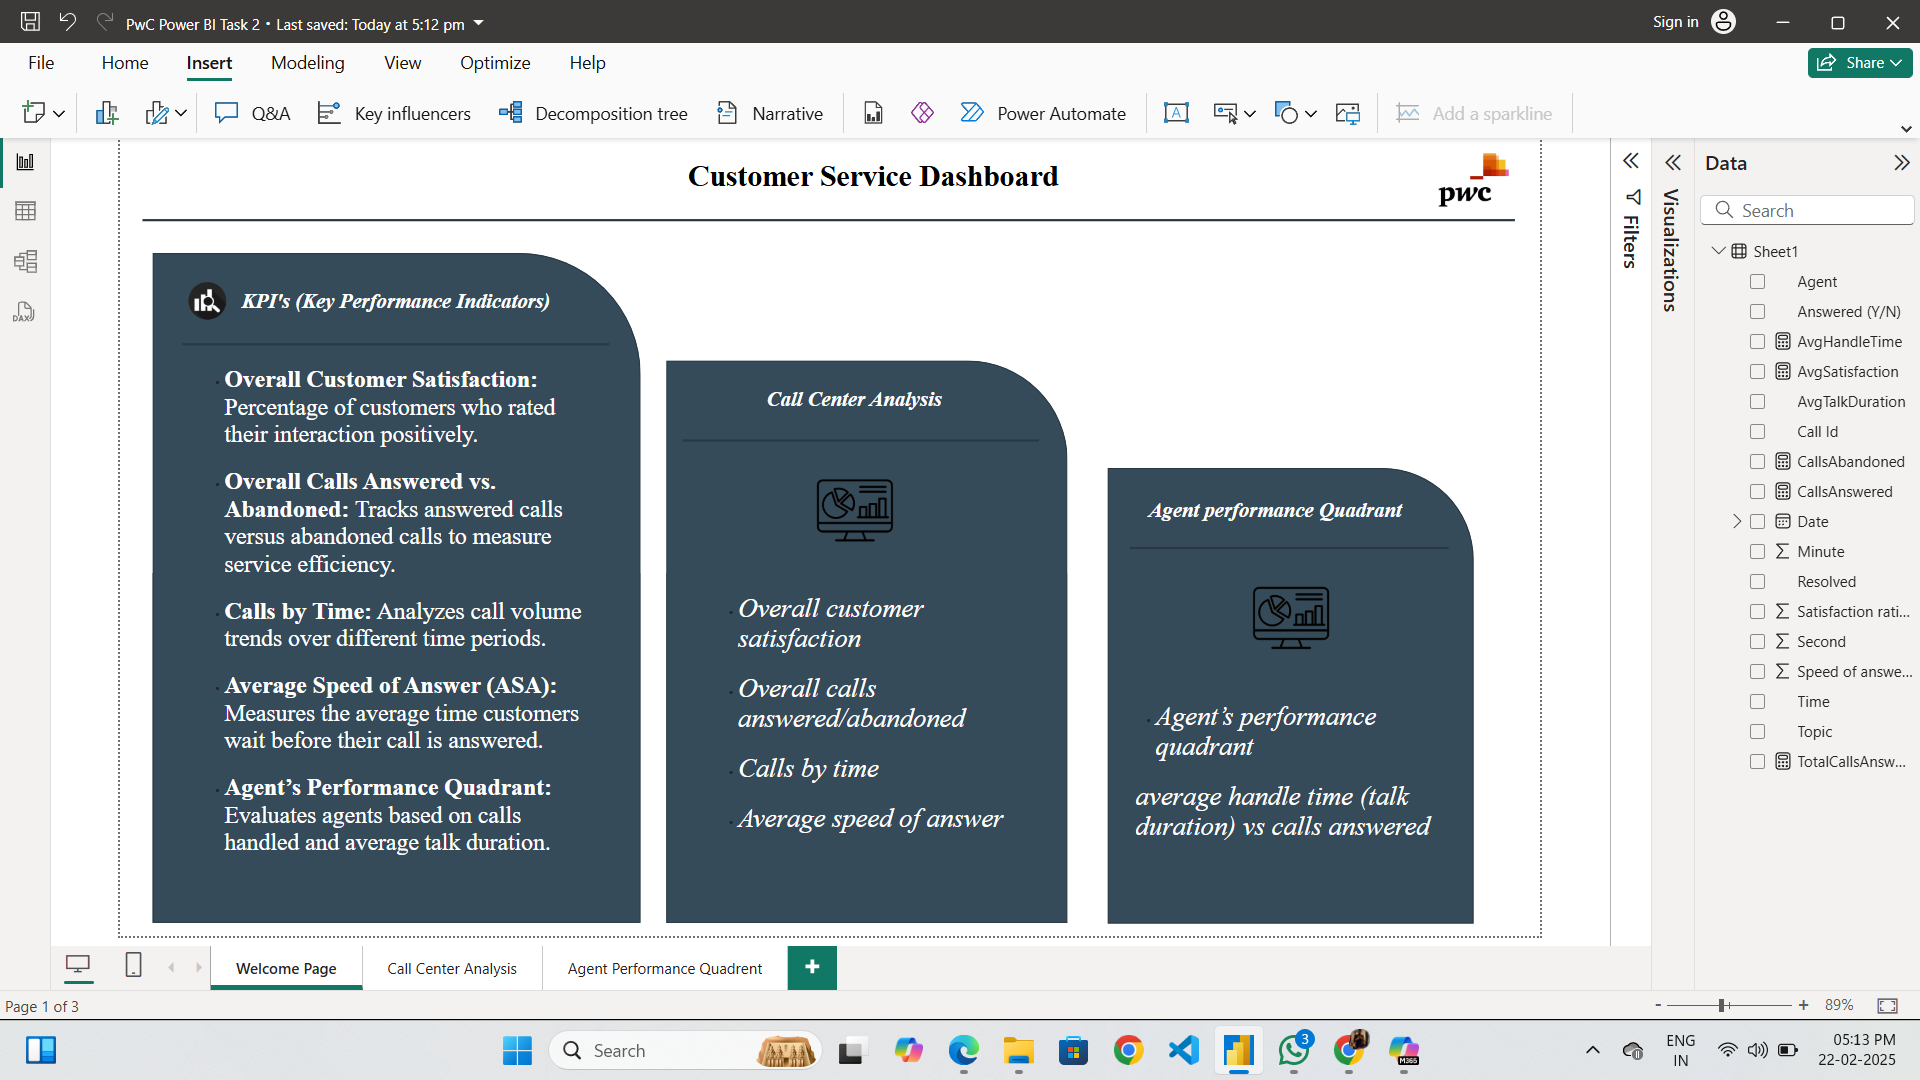 PwC Power BI Task 2 • Last saved: Today at 5:12 pm
Sign in
File Home Insert Modeling View Optimize Help
Share
Q&A Key influencers Decomposition tree Narrative Power Automate Add a sparkline
Customer Service Dashboard
pwc
KPI's (Key Performance Indicators)
Overall Customer Satisfaction:
Percentage of customers who rated
their interaction positively.
Overall Calls Answered vs.
Abandoned: Tracks answered calls
versus abandoned calls to measure
service efficiency.
Calls by Time: Analyzes call volume
trends over different time periods.
Average Speed of Answer (ASA):
Measures the average time customers
wait before their call is answered.
Agent’s Performance Quadrant:
Evaluates agents based on calls
handled and average talk duration.
Call Center Analysis
Overall customer
satisfaction
Overall calls
answered/abandoned
Calls by time
Average speed of answer
Agent performance Quadrant
Agent’s performance
quadrant
average handle time (talk
duration) vs calls answered
Filters
Visualizations
Data
Search
Sheet1
Agent
Answered (Y/N)
AvgHandleTime
AvgSatisfaction
AvgTalkDuration
Call Id
CallsAbandoned
CallsAnswered
Date
Minute
Resolved
Satisfaction rati...
Second
Speed of answe...
Time
Topic
TotalCallsAnsw...
DAX
Welcome Page Call Center Analysis Agent Performance Quadrent +
Page 1 of 3
- + 89%
Search
3
M365
ENG
IN
05:13 PM
22-02-2025